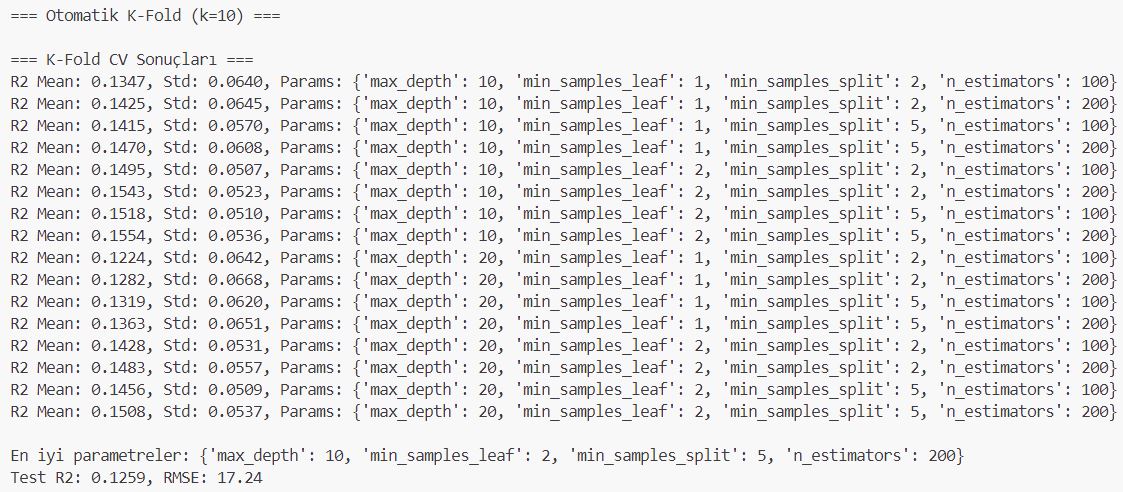 === Otomatik K-Fold (k=10) ===
=== K-Fold CV Sonuçları ===
R2 Mean: 0.1347, Std: 0.0640, Params: {'max_depth': 10, 'min_samples_leaf': 1, 'min_samples_split': 2, 'n_estimators': 100}
R2 Mean: 0.1425, Std: 0.0645, Params: {'max_depth': 10, 'min_samples_leaf': 1, 'min_samples_split': 2, 'n_estimators': 200}
R2 Mean: 0.1415, Std: 0.0570, Params: {'max_depth': 10, 'min_samples_leaf': 1, 'min_samples_split': 5, 'n_estimators': 100}
R2 Mean: 0.1470, Std: 0.0608, Params: {'max_depth': 10, 'min_samples_leaf': 1, 'min_samples_split': 5, 'n_estimators': 200}
R2 Mean: 0.1495, Std: 0.0507, Params: {'max_depth': 10, 'min_samples_leaf': 2, 'min_samples_split': 2, 'n_estimators': 100}
R2 Mean: 0.1543, Std: 0.0523, Params: {'max_depth': 10, 'min_samples_leaf': 2, 'min_samples_split': 2, 'n_estimators': 200}
R2 Mean: 0.1518, Std: 0.0510, Params: {'max_depth': 10, 'min_samples_leaf': 2, 'min_samples_split': 5, 'n_estimators': 100}
R2 Mean: 0.1554, Std: 0.0536, Params: {'max_depth': 10, 'min_samples_leaf': 2, 'min_samples_split': 5, 'n_estimators': 200}
R2 Mean: 0.1224, Std: 0.0642, Params: {'max_depth': 20, 'min_samples_leaf': 1, 'min_samples_split': 2, 'n_estimators': 100}
R2 Mean: 0.1282, Std: 0.0668, Params: {'max_depth': 20, 'min_samples_leaf': 1, 'min_samples_split': 2, 'n_estimators': 200}
R2 Mean: 0.1319, Std: 0.0620, Params: {'max_depth': 20, 'min_samples_leaf': 1, 'min_samples_split': 5, 'n_estimators': 100}
R2 Mean: 0.1363, Std: 0.0651, Params: {'max_depth': 20, 'min_samples_leaf': 1, 'min_samples_split': 5, 'n_estimators': 200}
R2 Mean: 0.1428, Std: 0.0531, Params: {'max_depth': 20, 'min_samples_leaf': 2, 'min_samples_split': 2, 'n_estimators': 100}
R2 Mean: 0.1483, Std: 0.0557, Params: {'max_depth': 20, 'min_samples_leaf': 2, 'min_samples_split': 2, 'n_estimators': 200}
R2 Mean: 0.1456, Std: 0.0509, Params: {'max_depth': 20, 'min_samples_leaf': 2, 'min_samples_split': 5, 'n_estimators': 100}
R2 Mean: 0.1508, Std: 0.0537, Params: {'max_depth': 20, 'min_samples_leaf': 2, 'min_samples_split': 5, 'n_estimators': 200}
En iyi parametreler: {'max_depth': 10, 'min_samples_leaf': 2, 'min_samples_split': 5, 'n_estimators': 200}
Test R2: 0.1259, RMSE: 17.24